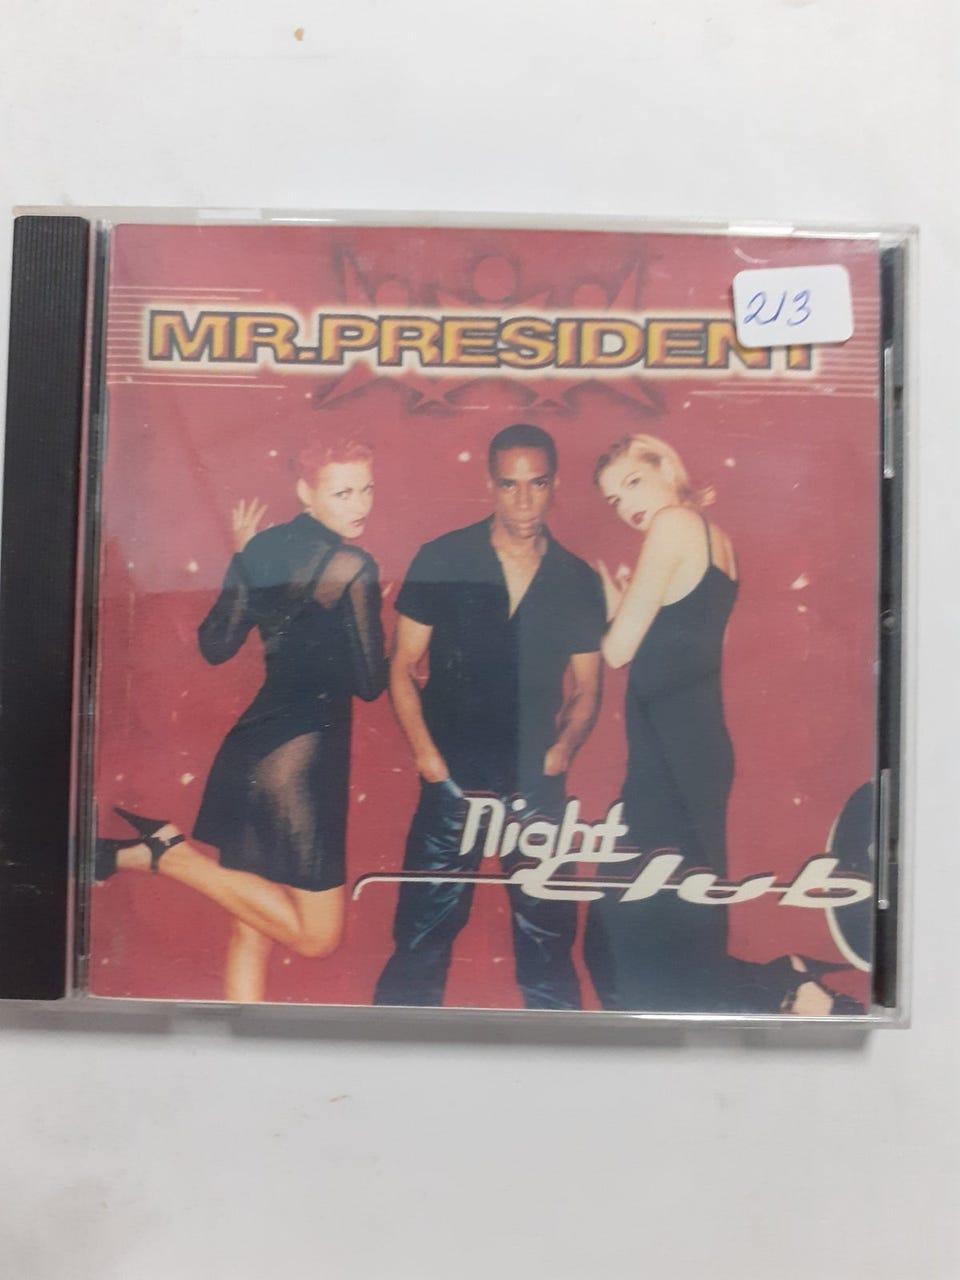 213
MR.PRESIDENT
Night
Club